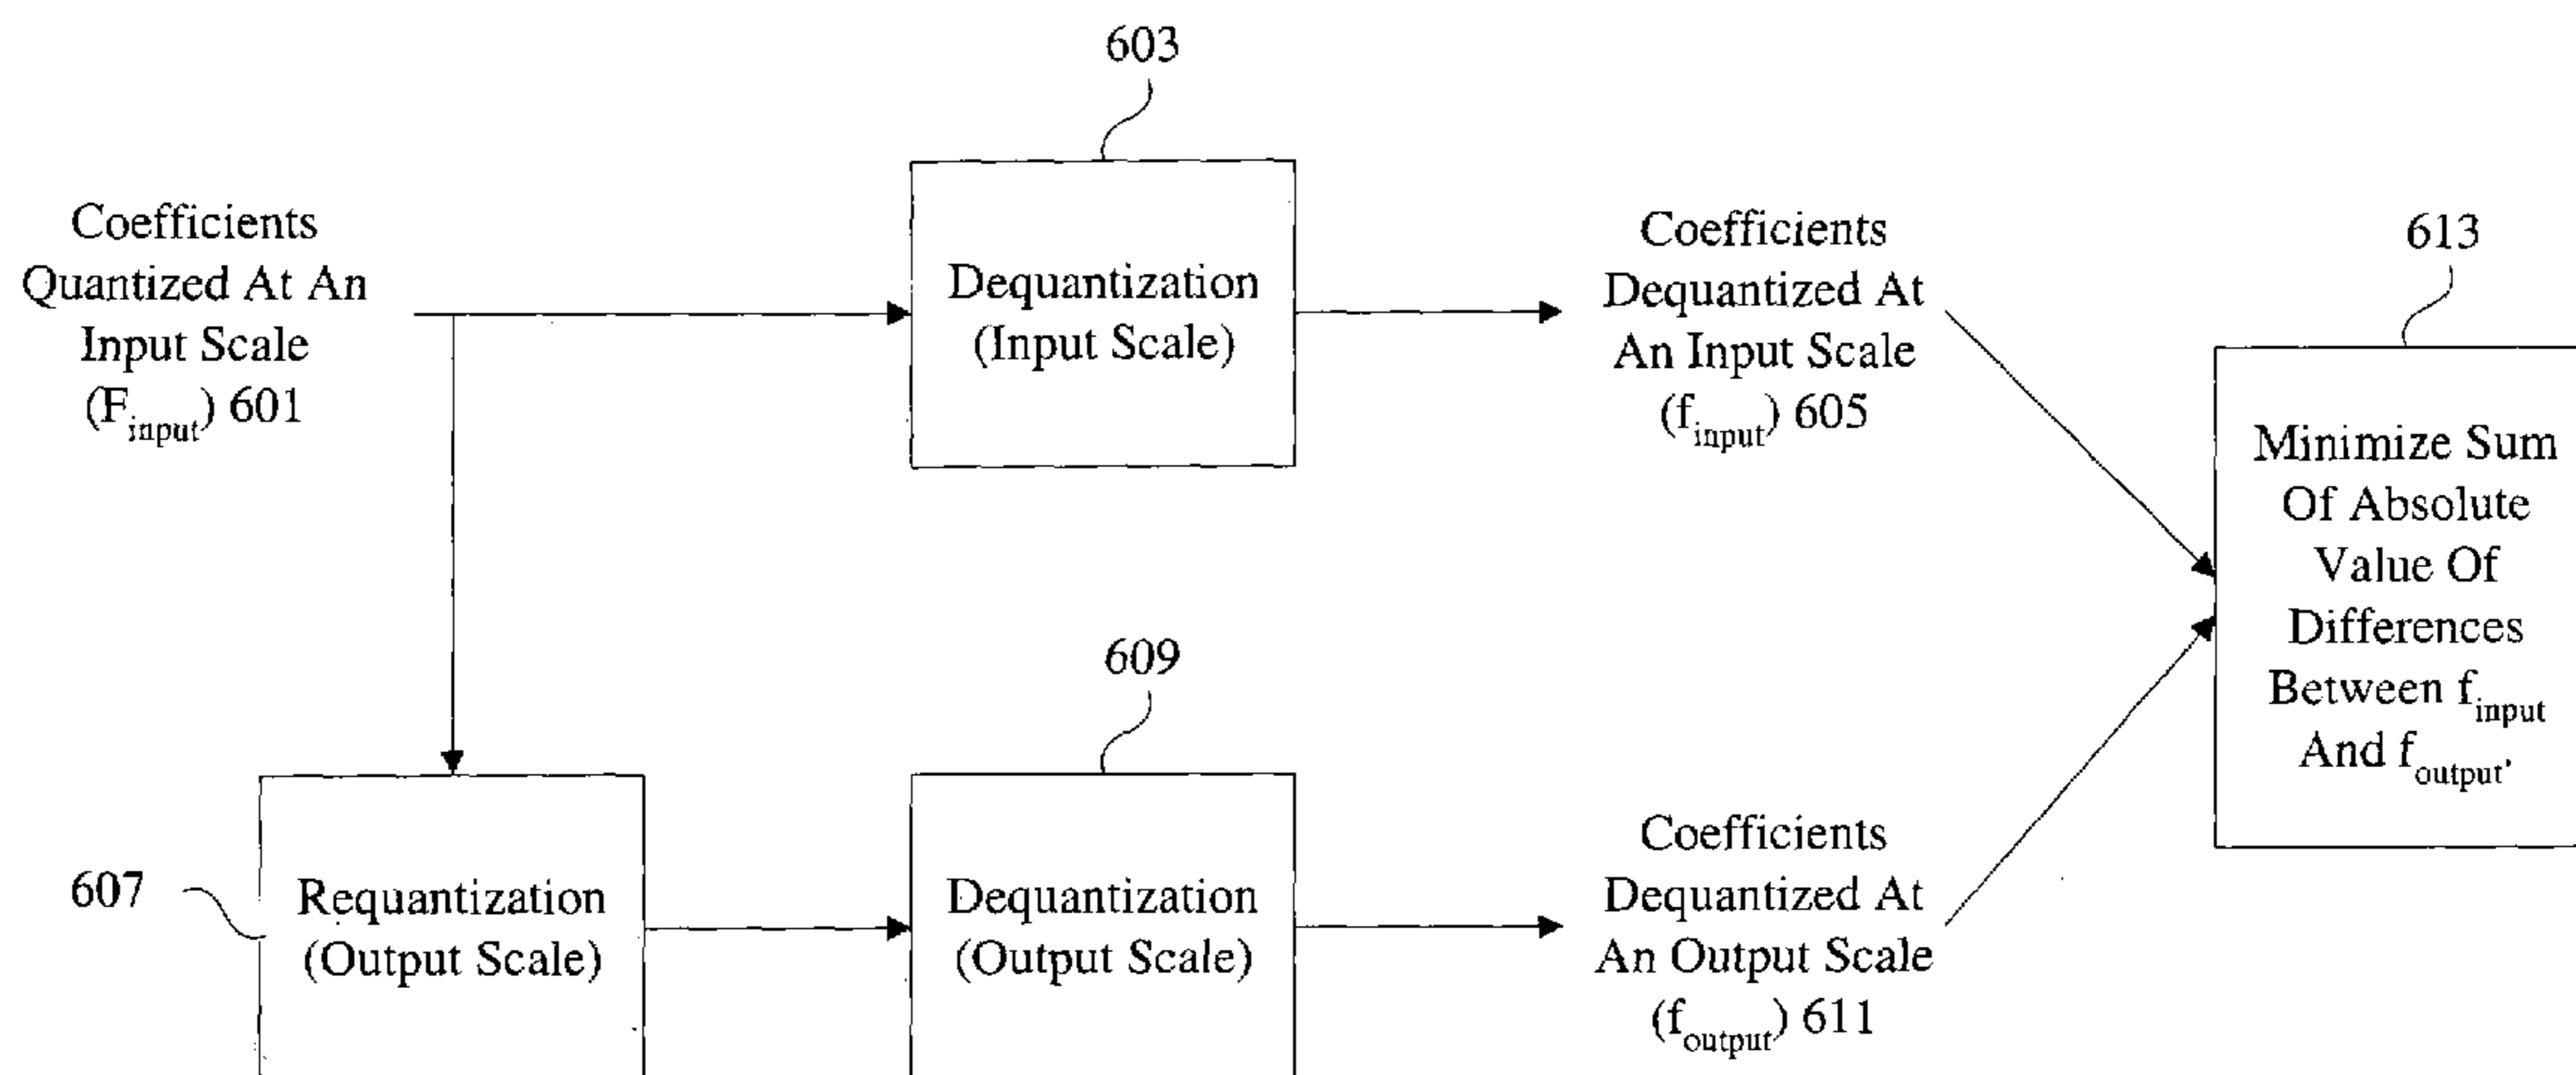 603
Coefficients
Quantized At An
Input Scale
(F_input) 601
Dequantization
(Input Scale)
Coefficients
Dequantized At
An Input Scale
(f_input) 605
613
Minimize Sum
Of Absolute
Value Of
Differences
Between f_input
And f_output.
609
607
Requantization
(Output Scale)
Dequantization
(Output Scale)
Coefficients
Dequantized At
An Output Scale
(f_output) 611